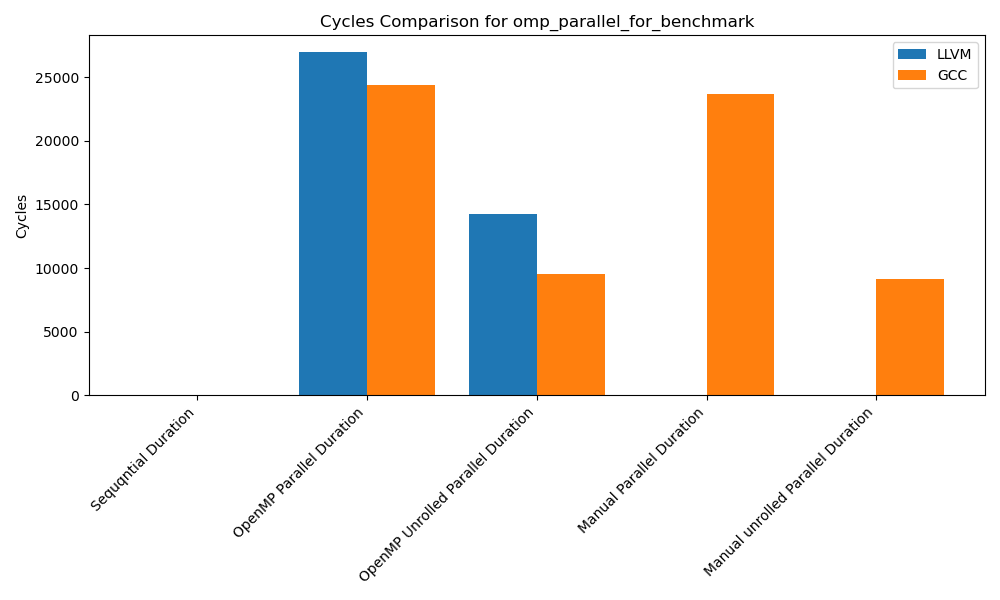 Cycles Comparison for omp_parallel_for_benchmark
LLVM
GCC
Cycles
25000
20000
15000
10000
5000
0
Sequqntial Duration
OpenMP Parallel Duration
OpenMP Unrolled Parallel Duration
Manual Parallel Duration
Manual unrolled Parallel Duration